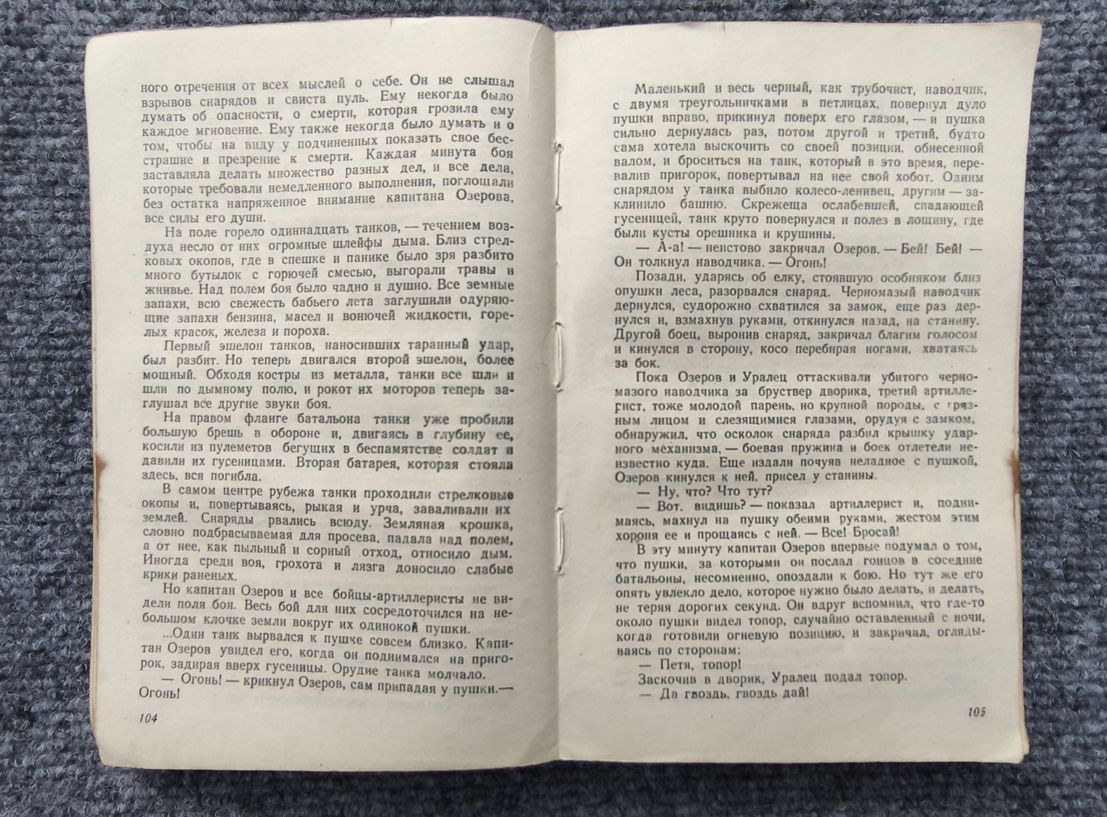 ного отречения от всех мыслей о себе. Он не слышал
взрывов снарядов и свиста пуль. Ему некогда было
думать об опасности, о смерти, которая грозила ему
каждое мгновение. Ему также некогда было думать и о
том, чтобы на виду у подчиненных показать свое бес-
страшие и презрение к смерти. Каждая минута боя
заставляла делать множество разных дел, и все дела,
которые требовали немедленного выполнения, поглощали
без остатка напряженное внимание капитана Озерова,
все силы его души.
На поле горело одиннадцать танков, — течением воз-
духа несло от них огромные шлейфы дыма. Близ стрел-
ковых окопов, где в спешке и панике было зря разбито
много бутылок с горючей смесью, выгорали травы и
жнивье. Над полем боя было чадно и душно. Все земные
запахи, всю свежесть бабьего лета заглушили одуряю-
щие запахи бензина, масел и вонючей жидкости, горе-
лых красок, железа и пороха.
Первый эшелон танков, наносивших таранный удар,
был разбит. Но теперь двигался второй эшелон, более
мощный. Обходя костры из металла, танки все шли и
шли по дымному полю, и рокот их моторов теперь за-
глушал все другие звуки боя.
На правом фланге батальона танки уже пробили
большую брешь в обороне и, двигаясь в глубину ее,
косили из пулеметов бегущих в беспамятстве солдат и
давили их гусеницами. Вторая батарея, которая стояла
здесь, вся погибла.
В самом центре рубежа танки проходили стрелковые
окопы и, повертываясь, рыкая и урча, заваливали их
землей. Снаряды рвались всюду. Земляная крошка,
словно подбрасываемая для просева, падала над полем,
а от нее, как пыльный и сорный отход, относило дым.
Иногда среди воя, грохота и лязга доносило слабые
крики раненых.
Но капитан Озеров и все бойцы-артиллеристы не ви-
дели поля боя. Весь бой для них сосредоточился на не-
большом клочке земли вокруг их одинокой пушки.
...Один танк вырвался к пушке совсем близко. Капи-
тан Озеров увидел его, когда он поднимался на приго-
рок, задирая вверх гусеницы. Орудие танка молчало.
— Огонь! — крикнул Озеров, сам припадая у пушки.—
Огонь!
104
Маленький и весь черный, как трубочист, наводчик,
с двумя треугольничками в петлицах, повернул дуло
пушки вправо, прикинул поверх его глазом, — и пушка
сильно дернулась раз, потом другой и третий, будто
сама хотела выскочить со своей позиции, обнесенной
валом, и броситься на танк, который в это время, пере-
валив пригорок, повертывал на нее свой хобот. Одним
снарядом у танка выбило колесо-ленивец, другим — за-
клинило башню. Скрежеща ослабевшей, спадающей
гусеницей, танк круто повернулся и полез в лощину, где
были кусты орешника и крушины.
— А-а! — неистово закричал Озеров. — Бей! Бей! —
Он толкнул наводчика. — Огонь!
Позади, ударясь об елку, стоявшую особняком близ
опушки леса, разорвался снаряд. Черномазый наводчик
дернулся, судорожно схватился за замок, еще раз дер-
нулся и, взмахнув руками, откинулся назад, на станину.
Другой боец, выронив снаряд, закричал благим голосом
и кинулся в сторону, косо перебирая ногами, хватаясь
за бок.
Пока Озеров и Уралец оттаскивали убитого черно-
мазого наводчика за бруствер дворика, третий артилле-
рист, тоже молодой парень, но крупной породы, с гряз-
ным лицом и слезящимися глазами, орудуя с замком,
обнаружил, что осколок снаряда разбил крышку удар-
ного механизма, — боевая пружина и боек отлетели не-
известно куда. Еще издали почуяв неладное с пушкой,
Озеров кинулся к ней, присел у станины.
— Ну, что? Что тут?
— Вот, видишь? — показал артиллерист и, подни-
маясь, махнул на пушку обеими руками, жестом этим
хороня ее и прощаясь с ней. — Все! Бросай!
В эту минуту капитан Озеров впервые подумал о том,
что пушки, за которыми он послал гонцов в соседние
батальоны, несомненно, опоздали к бою. Но тут же его
опять увлекло дело, которое нужно было делать, и делать,
не теряя дорогих секунд. Он вдруг вспомнил, что где-то
около пушки видел топор, случайно оставленный с ночи,
когда готовили огневую позицию, и закричал, огляды-
ваясь по сторонам:
— Петя, топор!
Заскочив в дворик, Уралец подал топор.
— Да гвоздь, гвоздь дай!
105